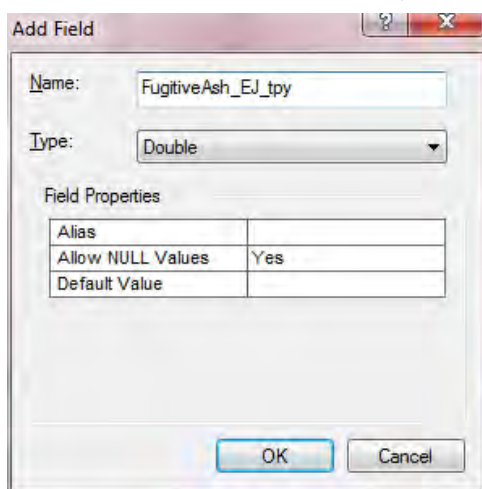 Add Field
Name: FugitiveAsh_EJ_tpy
Type: Double
Field Properties
Alias
Allow NULL Values Yes
Default Value
OK Cancel